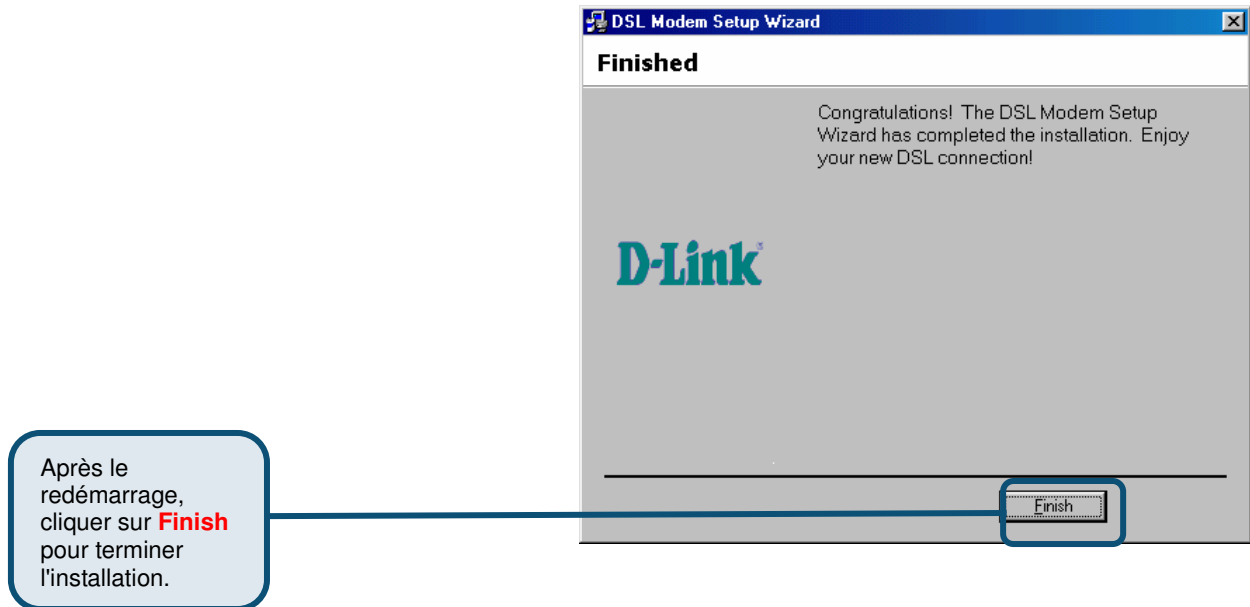 DSL Modem Setup Wizard
Finished
Congratulations! The DSL Modem Setup
Wizard has completed the installation. Enjoy
your new DSL connection!
D-Link®
Après le
redémarrage,
cliquer sur Finish
pour terminer
l'installation.
Finish